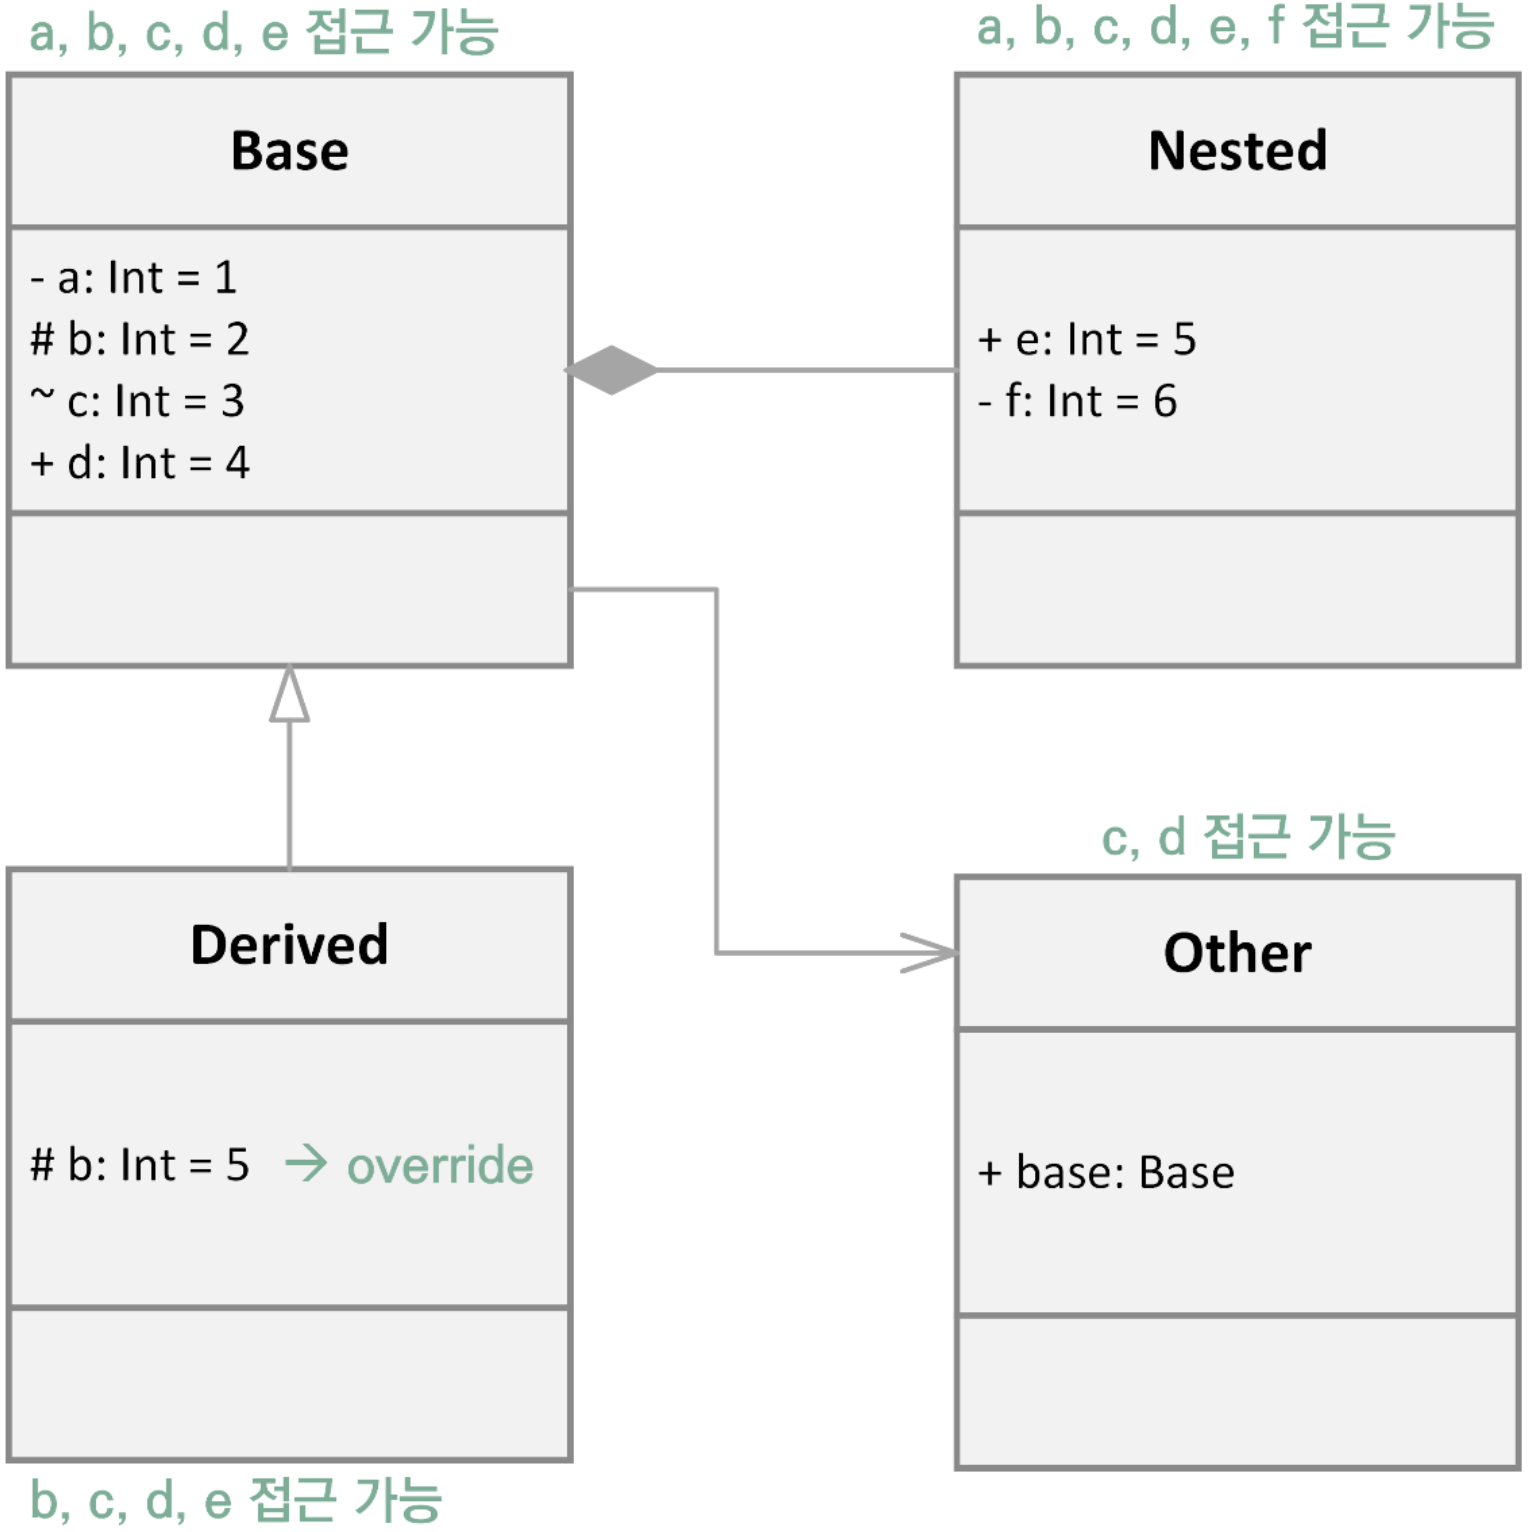 a, b, c, d, e 접근 가능
Base
- a: Int = 1
# b: Int = 2
~ c: Int = 3
+ d: Int = 4
a, b, c, d, e, f 접근 가능
Nested
+ e: Int = 5
- f: Int = 6
Derived
# b: Int = 5 → override
b, c, d, e 접근 가능
c, d 접근 가능
Other
+ base: Base